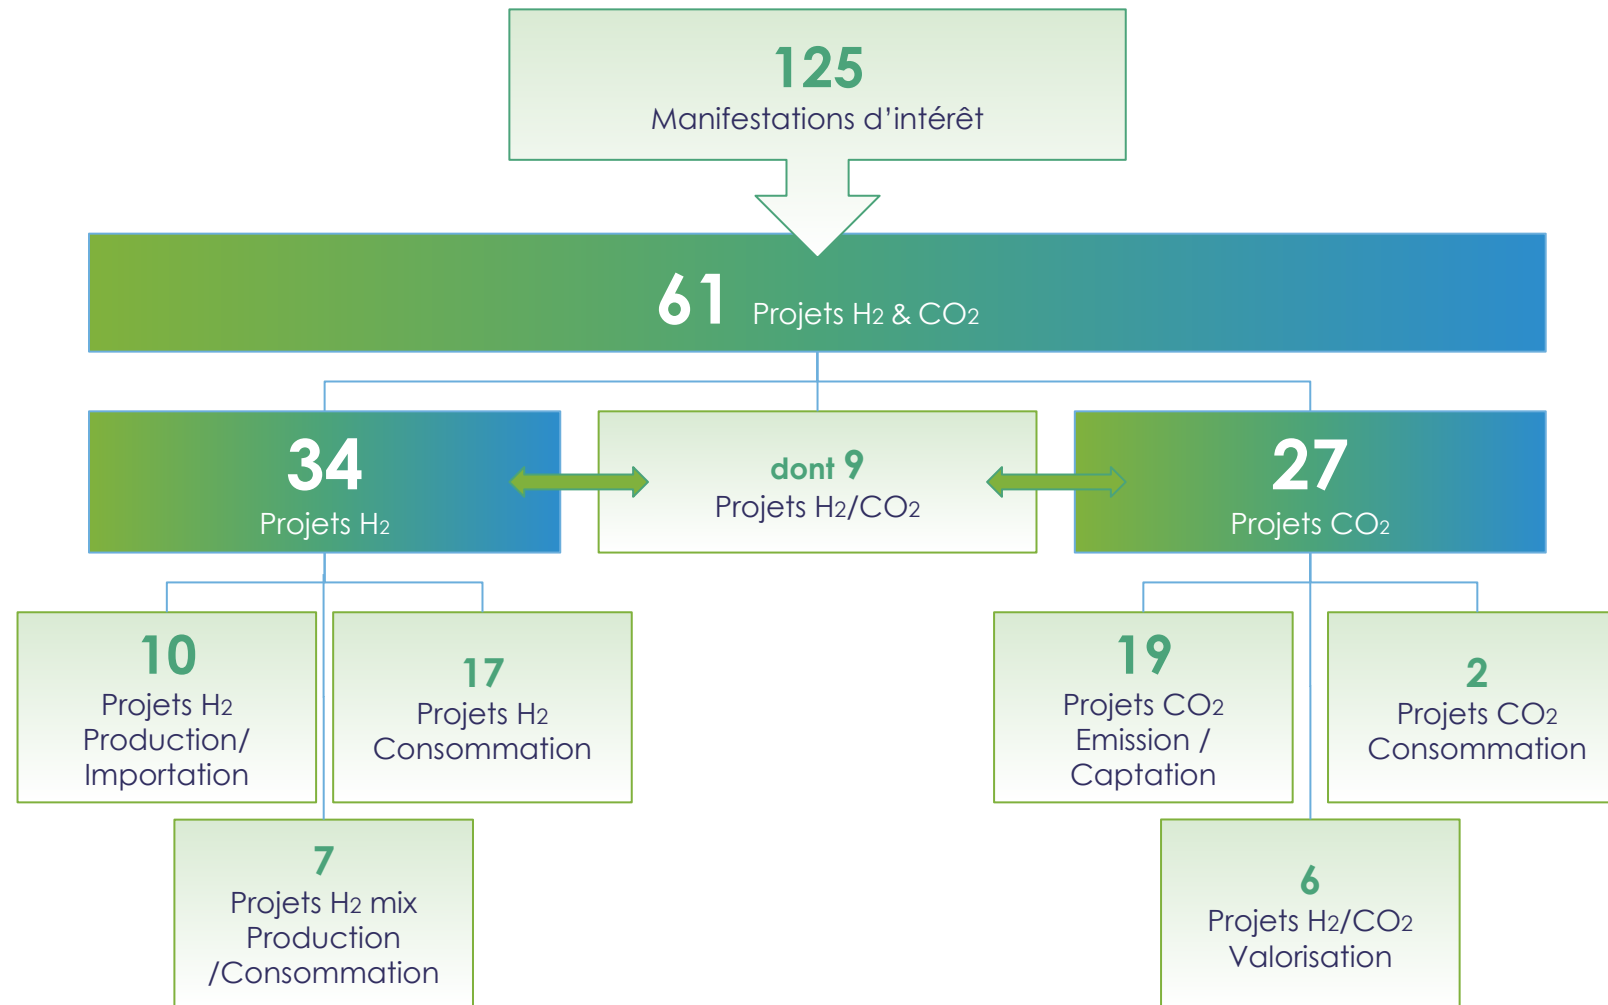 125
Manifestations d’intérêt
61 Projets H2 & CO2
34
Projets H2
dont 9
Projets H2/CO2
27
Projets CO2
10
Projets H2
Production/
Importation
17
Projets H2
Consommation
7
Projets H2 mix
Production
/Consommation
19
Projets CO2
Emission /
Captation
2
Projets CO2
Consommation
6
Projets H2/CO2
Valorisation